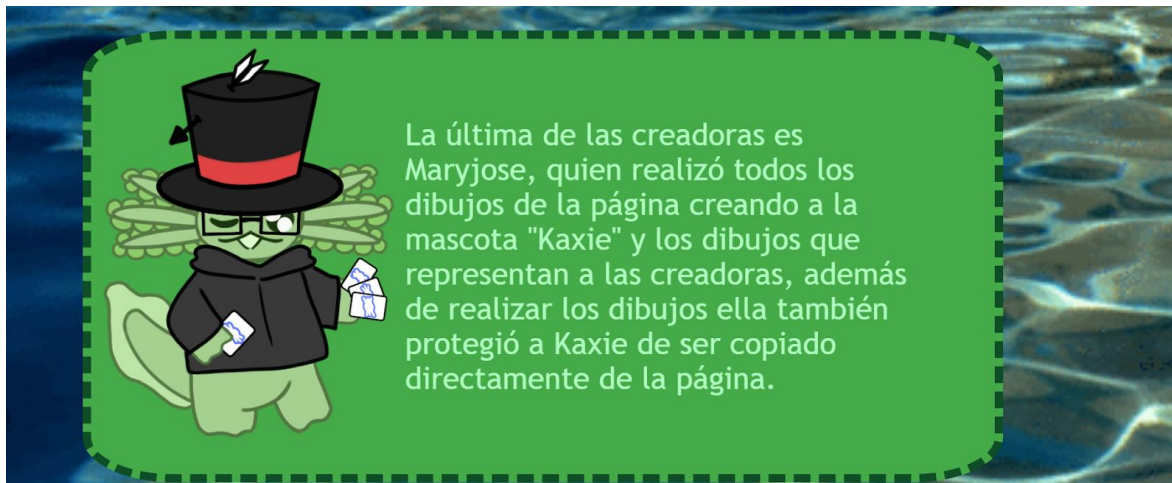 La última de las creadoras es
Maryjose, quien realizó todos los
dibujos de la página creando a la
mascota "Kaxie" y los dibujos que
representan a las creadoras, además
de realizar los dibujos ella también
protegió a Kaxie de ser copiado
directamente de la página.